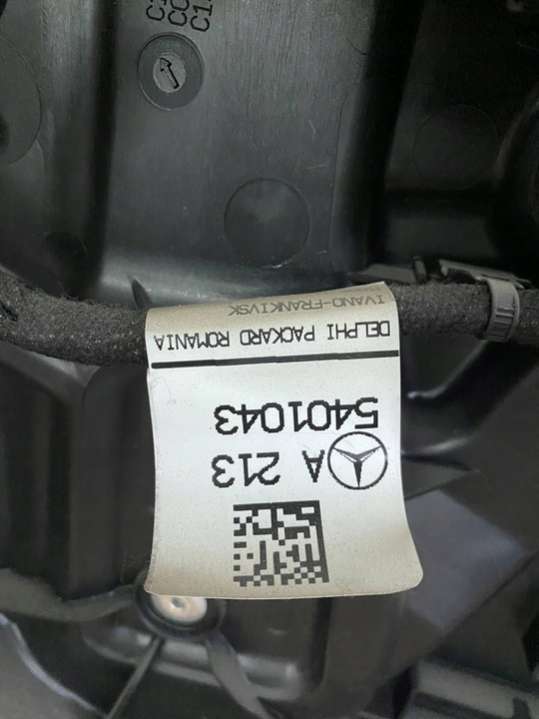 A 213
5401043
DELPHI PACKARD ROMANIA
IVANO-FRANKIVSK